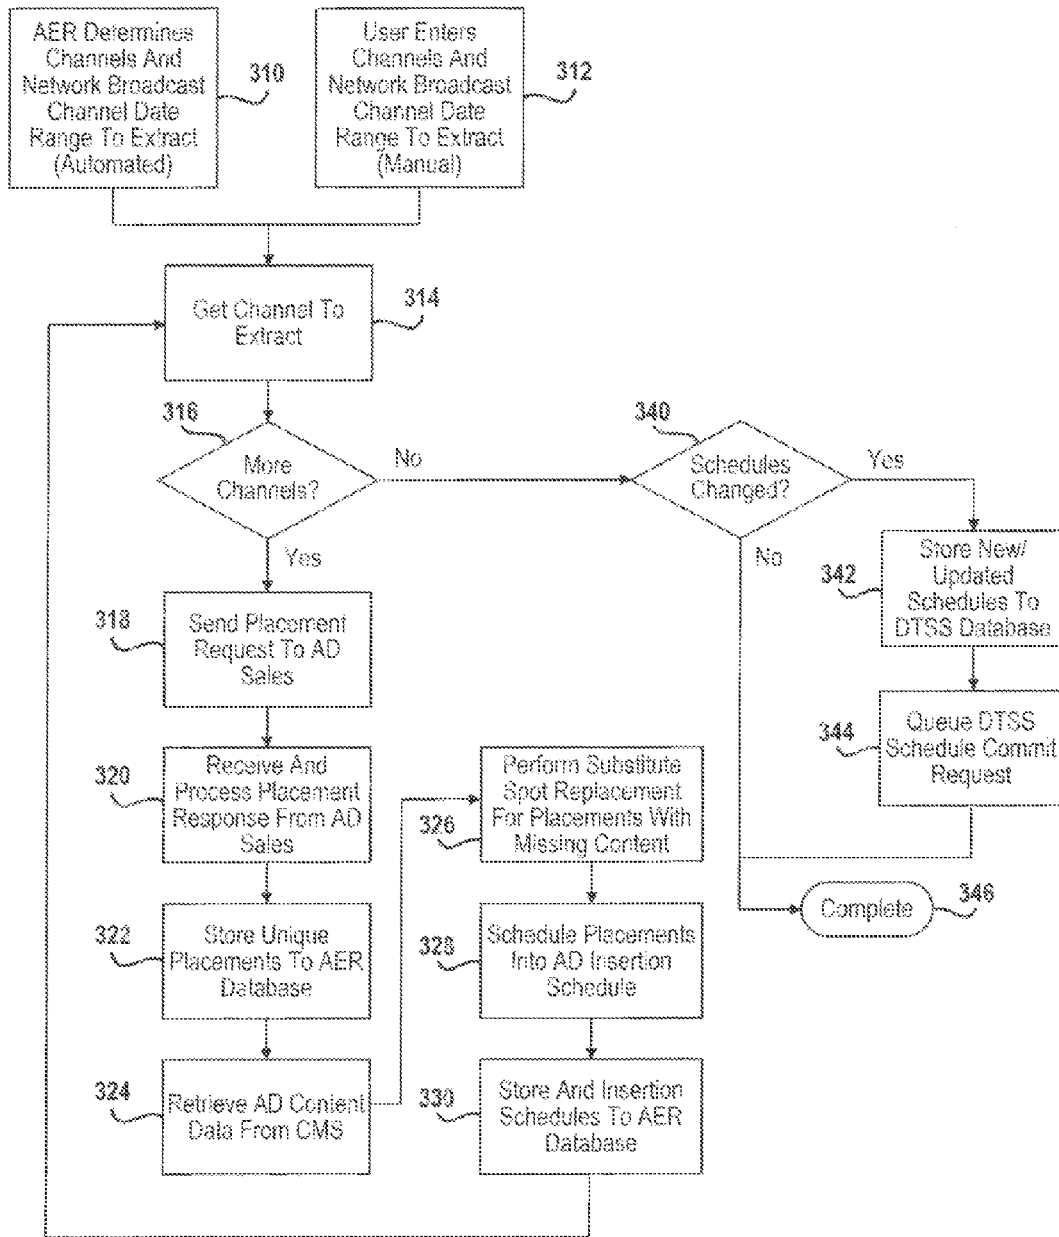 AER Determines
Channels And
Network Broadcast
Channel Date
Range To Extract
(Automated)
310
User Enters
Channels And
Network Broadcast
Channel Date
Range To Extract
(Manual)
312
Get Channel To
Extract
314
316
More
Channels?
No
Yes
340
Schedules
Changed?
Yes
No
342
Store New/
Updated
Schedules To
DTSS Database
344
Queue DTSS
Schedule Commit
Request
Complete
346
318
Send Placement
Request To AD
Sales
320
Receive And
Process Placement
Response From AD
Sales
322
Store Unique
Placements To AER
Database
324
Retrieve AD Content
Data From CMS
326
Perform Substitute
Spot Replacement
For Placements With
Missing Content
328
Schedule Placements
Into AD Insertion
Schedule
330
Store And Insertion
Schedules To AER
Database